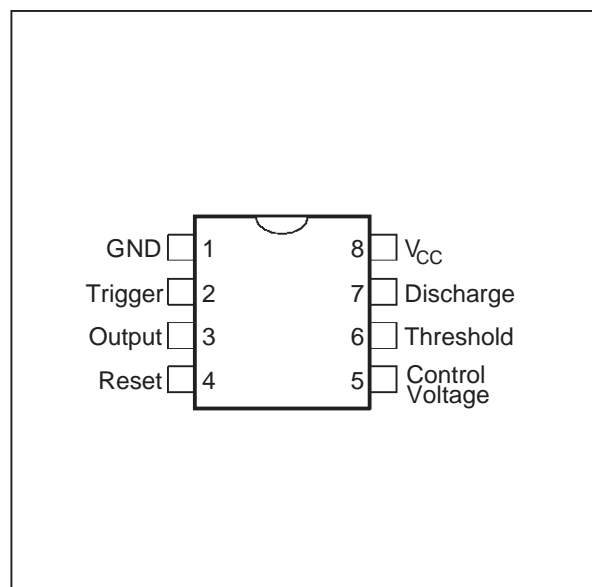 GND 1 8 VCC
Trigger 2 7 Discharge
Output 3 6 Threshold
Reset 4 5 Control
Voltage